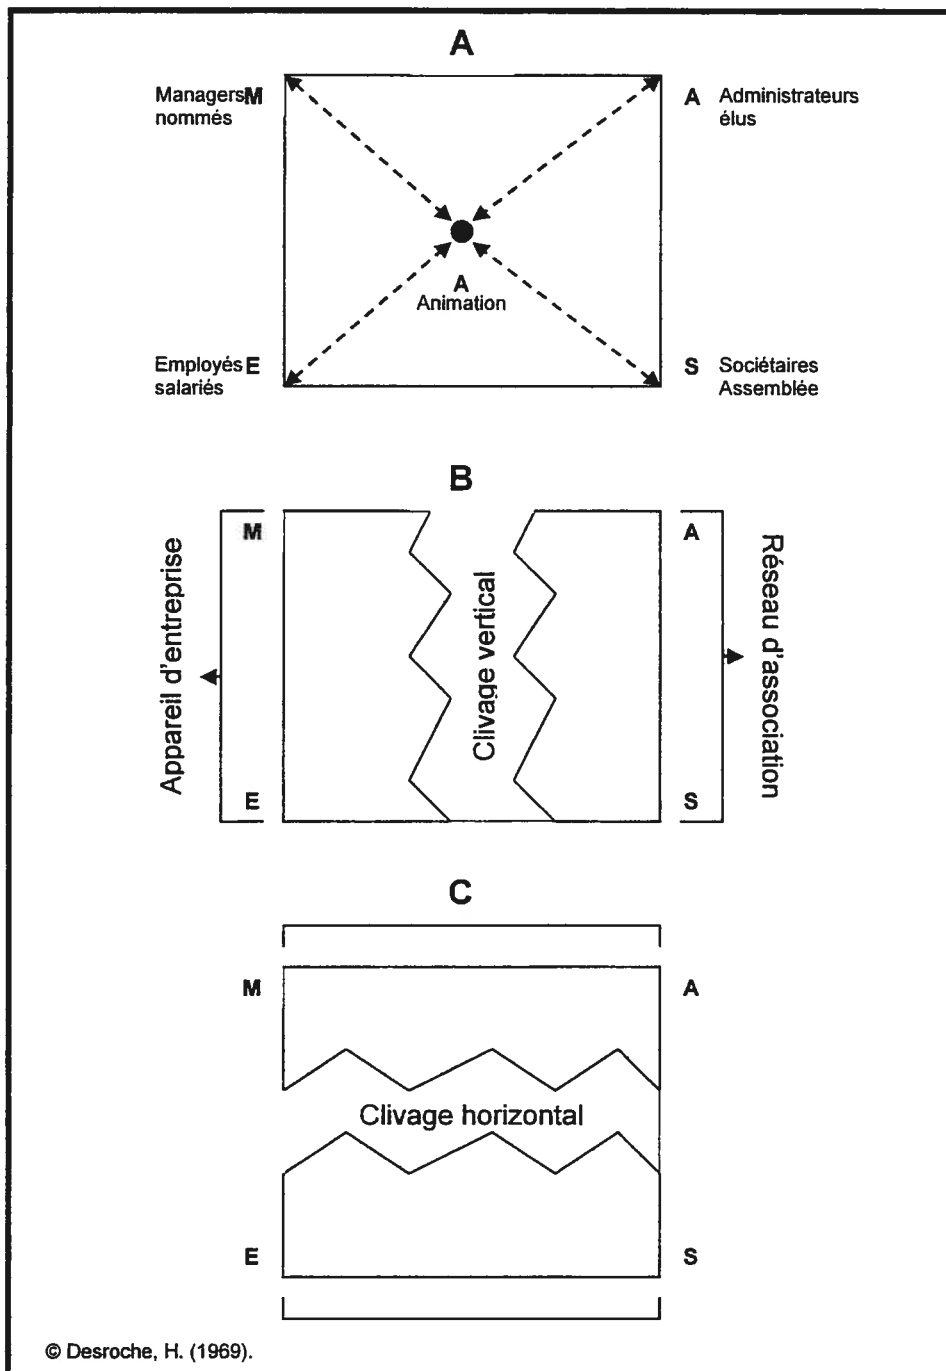 A
Managers M
nommés
A Administrateurs
élus
A
Animation
Employés E
salariés
S Sociétaires
Assemblée
B
M
A
Appareil d'entreprise
Clivage vertical
Réseau d'association
E
S
C
M
A
Clivage horizontal
E
S
© Desroche, H. (1969).